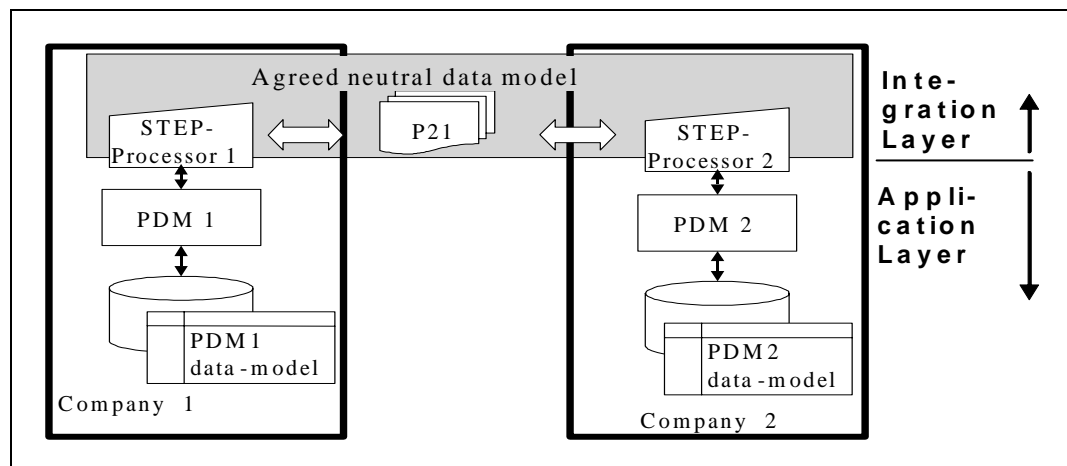 Agreed neutral data model
STEP-
Processor 1
P21
STEP-
Processor 2
Inte-
gration
Layer
PDM 1
PDM 2
Appli-
cation
Layer
PDM1
data-model
PDM2
data-model
Company 1
Company 2